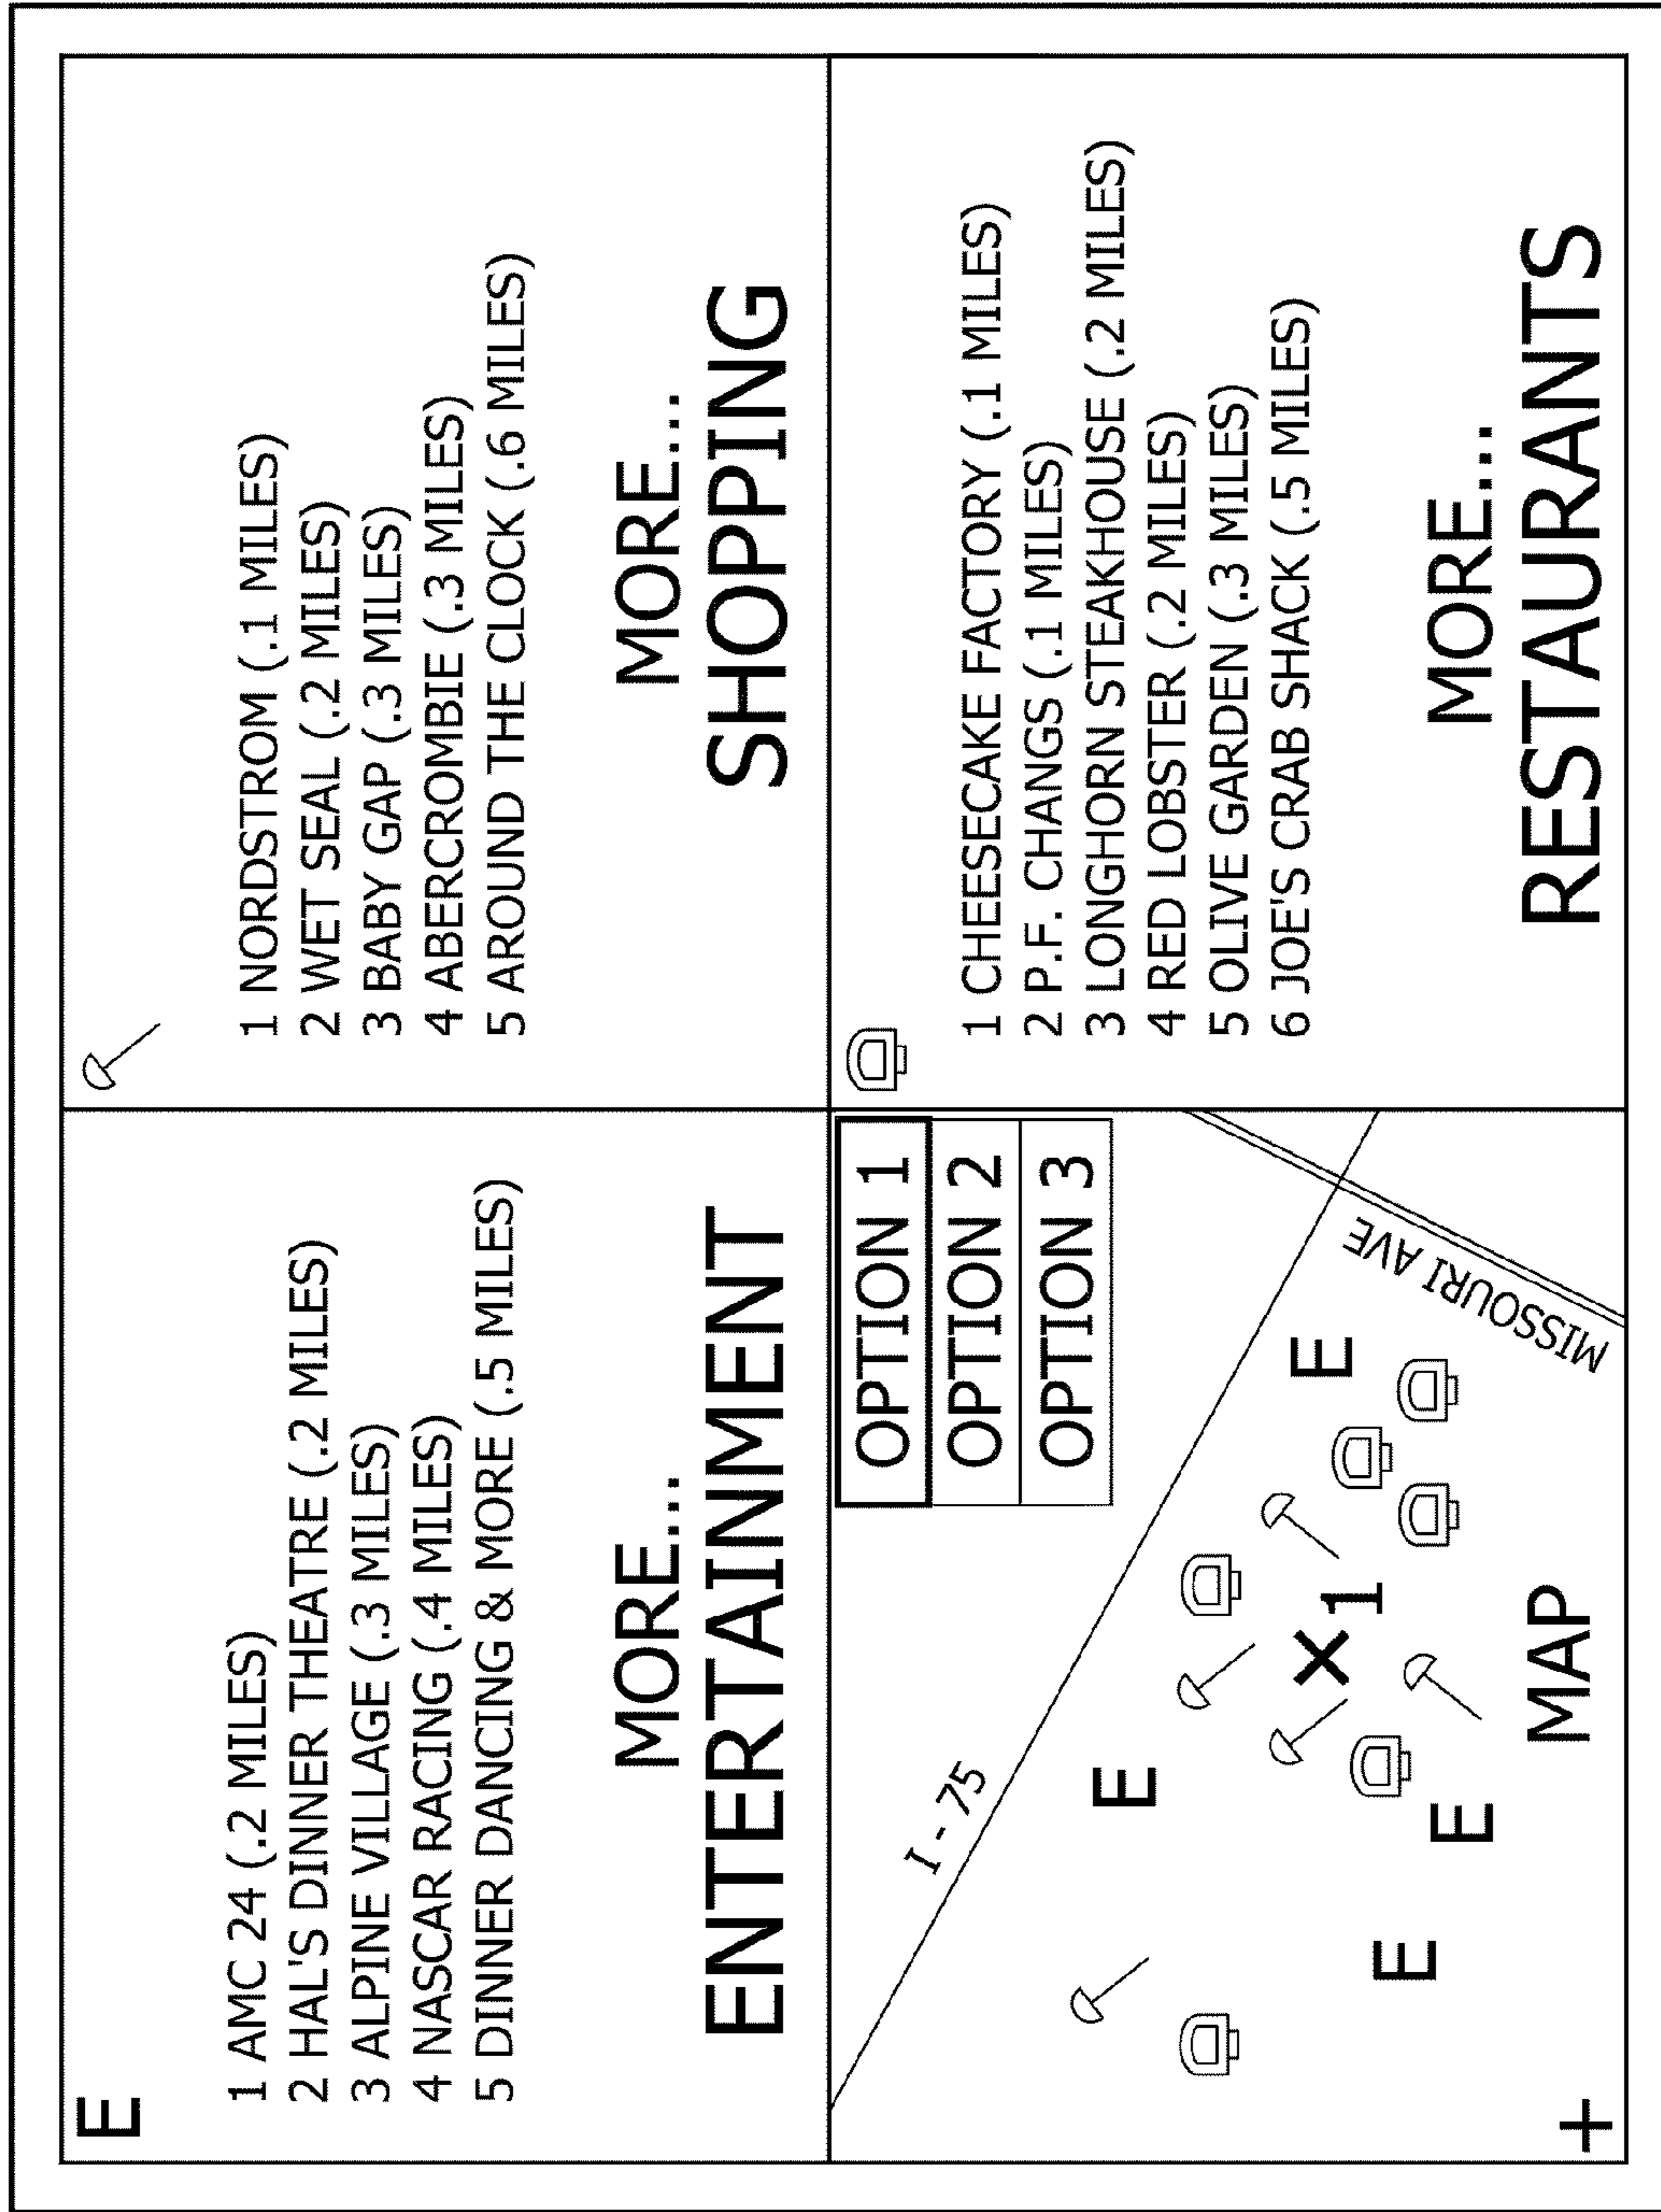 E
1 AMC 24 (.2 MILES)
2 HAL'S DINNER THEATRE (.2 MILES)
3 ALPINE VILLAGE (.3 MILES)
4 NASCAR RACING (.4 MILES)
5 DINNER DANCING & MORE (.5 MILES)
MORE...
ENTERTAINMENT
1 NORDSTROM (.1 MILES)
2 WET SEAL (.2 MILES)
3 BABY GAP (.3 MILES)
4 ABERCROMBIE (.3 MILES)
5 AROUND THE CLOCK (.6 MILES)
MORE...
SHOPPING
OPTION 1
OPTION 2
OPTION 3
I - 75
E
X 1
E
E
E
MISSOURI AVE
MAP
+
1 CHEESECAKE FACTORY (.1 MILES)
2 P.F. CHANGS (.1 MILES)
3 LONGHORN STEAKHOUSE (.2 MILES)
4 RED LOBSTER (.2 MILES)
5 OLIVE GARDEN (.3 MILES)
6 JOE'S CRAB SHACK (.5 MILES)
MORE...
RESTAURANTS